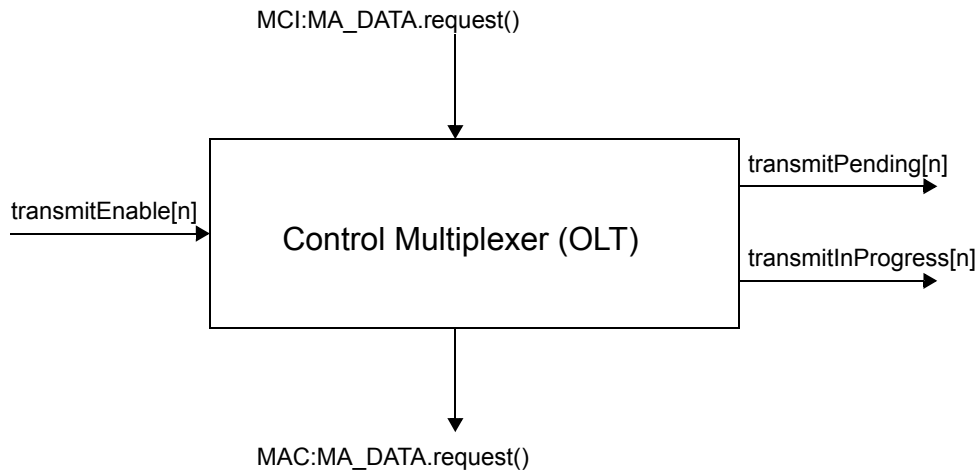 MCI:MA_DATA.request()
transmitPending[n]
transmitEnable[n]
Control Multiplexer (OLT)
transmitInProgress[n]
MAC:MA_DATA.request()